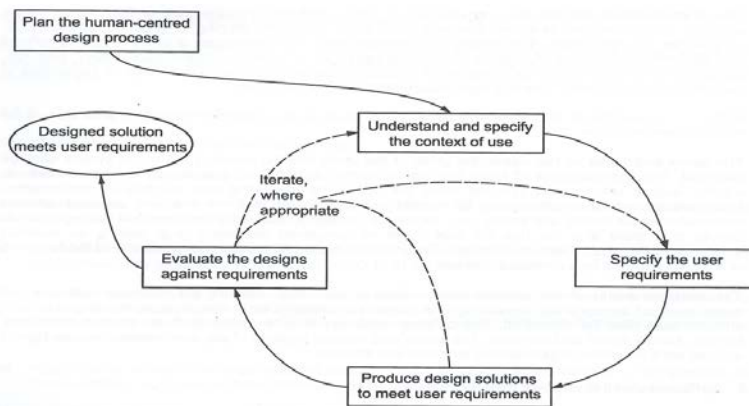 Plan the human-centred
design process
Understand and specify
the context of use
Designed solution
meets user requirements
Iterate,
where
appropriate
Evaluate the designs
against requirements
Specify the user
requirements
Produce design solutions
to meet user requirements